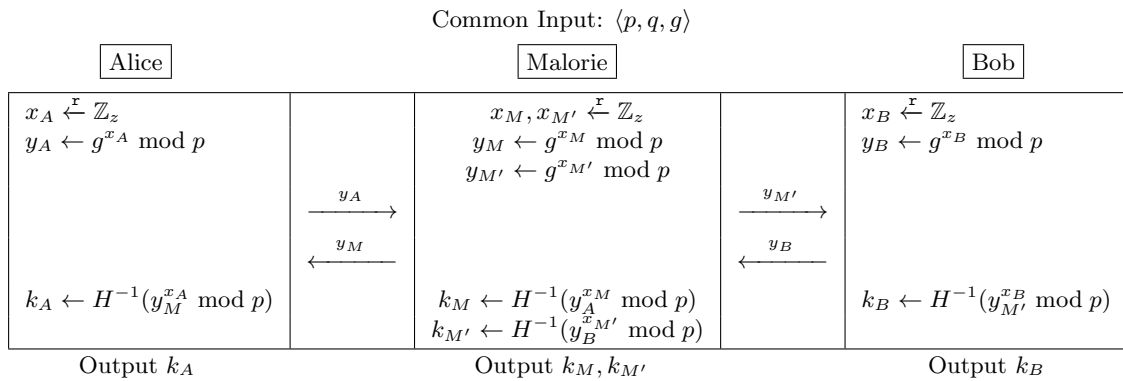 Common Input: ⟨p, q, g⟩
Alice Malorie Bob
x_A ←r ℤ_z x_M, x_{M′} ←r ℤ_z x_B ←r ℤ_z
y_A ← g^{x_A} mod p y_M ← g^{x_M} mod p y_B ← g^{x_B} mod p
y_{M′} ← g^{x_{M′}} mod p
y_A y_{M′}
y_M y_B
k_A ← H^{-1}(y_M^{x_A} mod p) k_M ← H^{-1}(y_A^{x_M} mod p) k_B ← H^{-1}(y_{M′}^{x_B} mod p)
k_{M′} ← H^{-1}(y_B^{x_{M′}} mod p)
Output k_A Output k_M, k_{M′} Output k_B